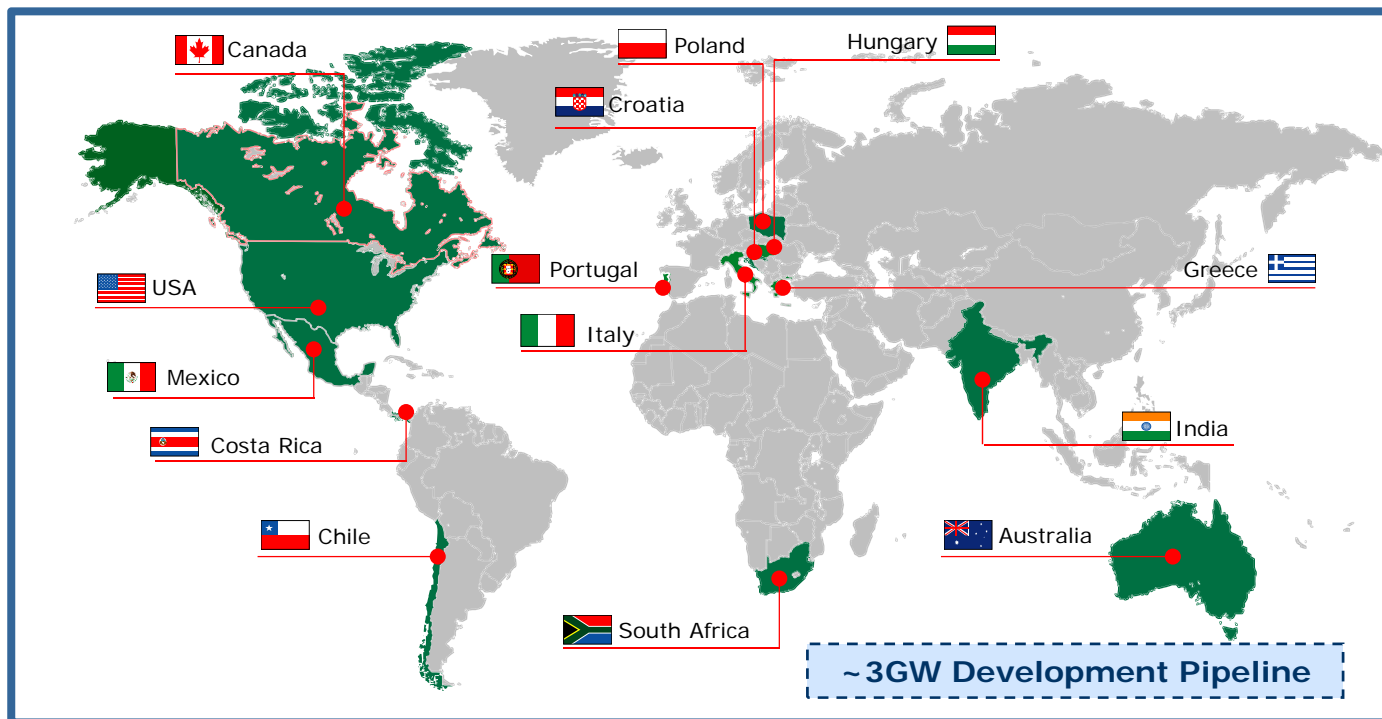 Canada
Poland
Hungary
Croatia
USA
Portugal
Greece
Italy
Mexico
India
Costa Rica
Chile
Australia
South Africa
~3GW Development Pipeline